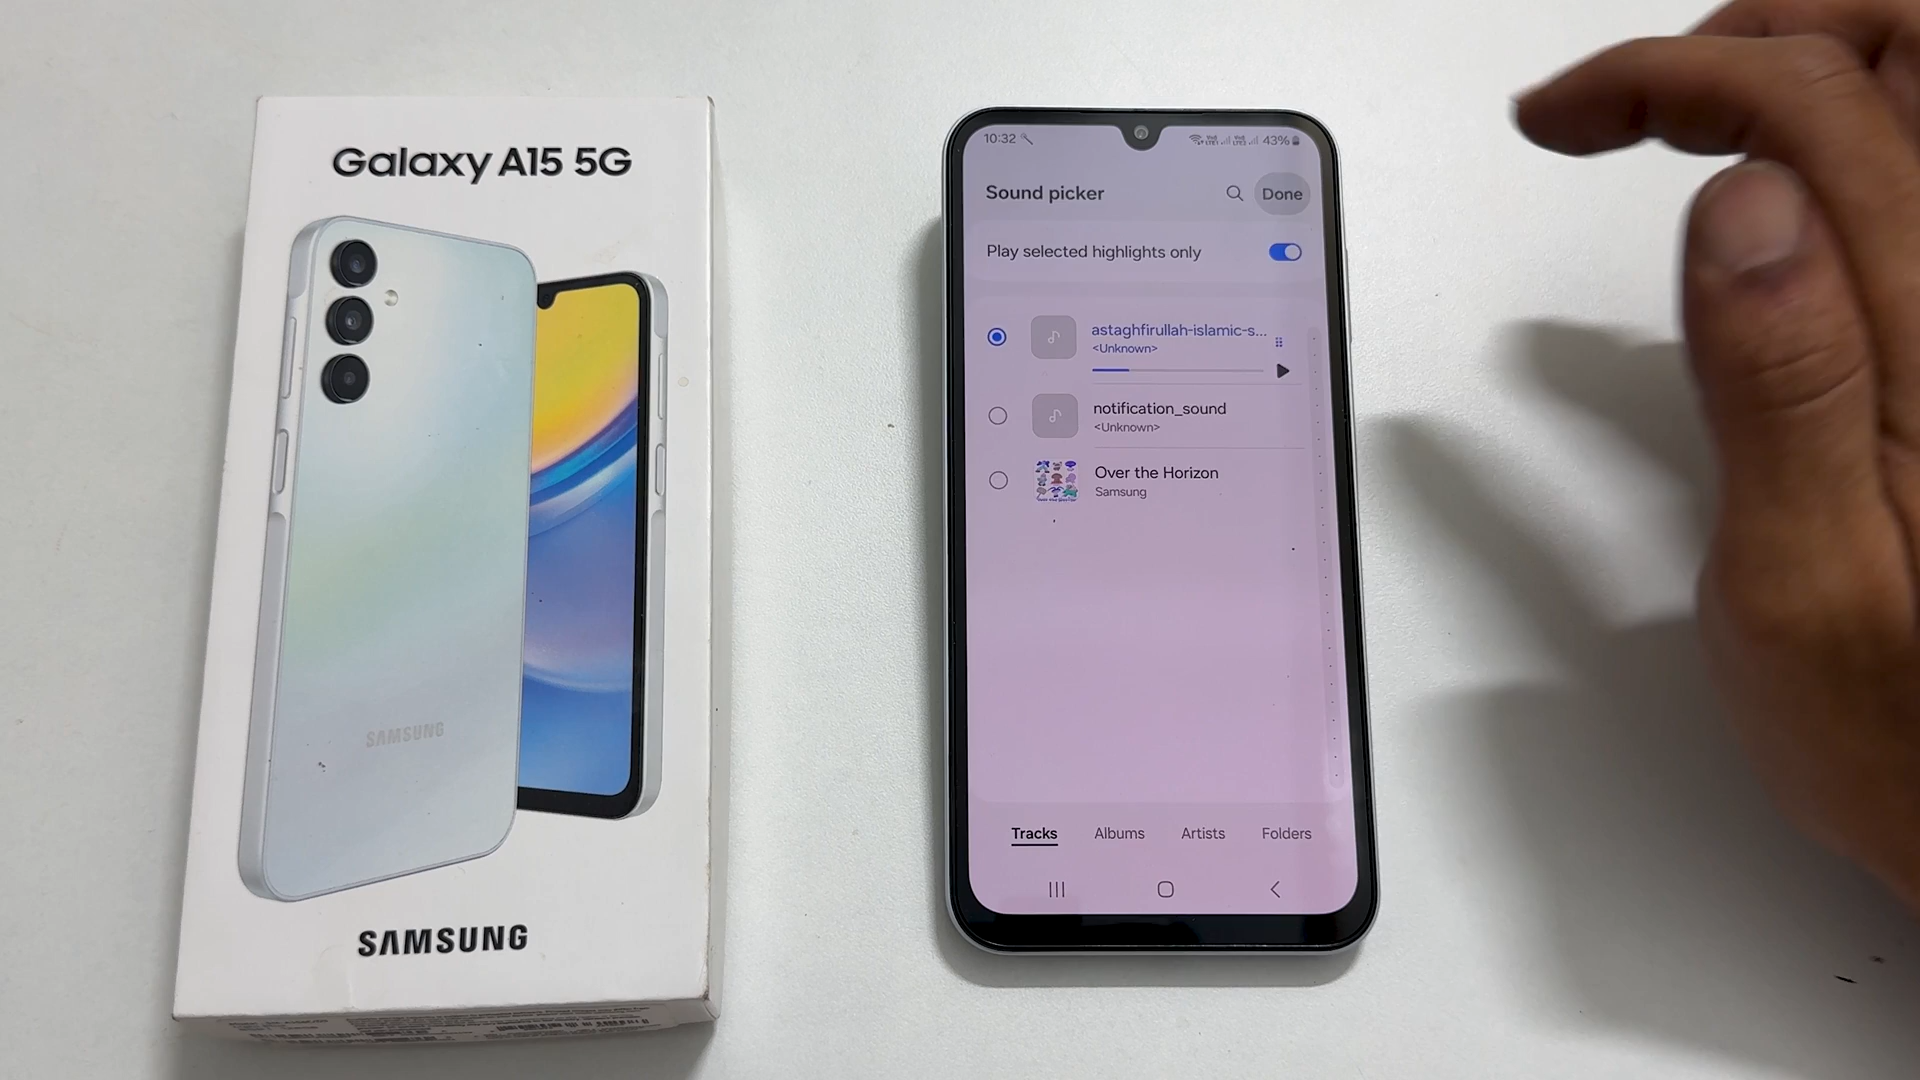 Galaxy A15 5G
SAMSUNG
SAMSUNG
10:32
43%
Sound picker
Done
Play selected highlights only
astaghfirullah-islamic-s...
<Unknown>
notification_sound
<Unknown>
Over the Horizon
Samsung
Tracks Albums Artists Folders